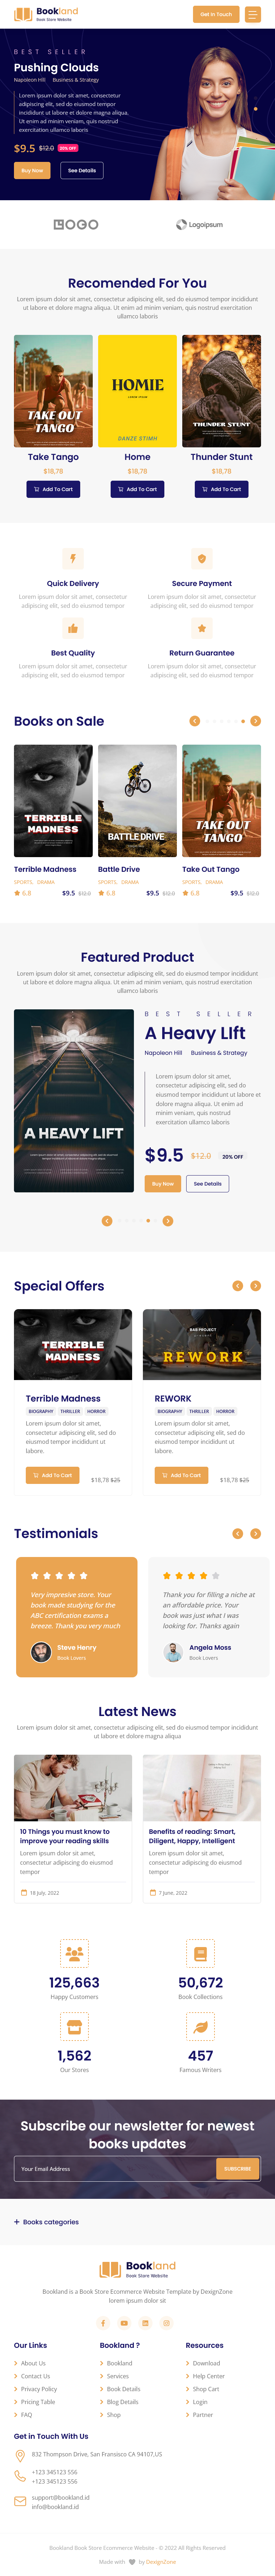 Bookland
Book Store Website
Get In Touch
BEST SELLER
Pushing Clouds
Napoleon Hill Business & Strategy
Lorem ipsum dolor sit amet, consectetur
adipiscing elit, sed do eiusmod tempor
incididunt ut labore et dolore magna aliqua.
Ut enim ad minim veniam, quis nostrud
exercitation ullamco laboris
$9.5 $12.0 20% OFF
Buy Now See Details
LOGO Logoipsum
Recomended For You
Lorem ipsum dolor sit amet, consectetur adipiscing elit, sed do eiusmod tempor incididunt
ut labore et dolore magna aliqua. Ut enim ad minim veniam, quis nostrud exercitation
ullamco laboris
TAKE OUT
TANGO
HOMIE
DANZE STIMH
THUNDER STUNT
Take Tango Home Thunder Stunt
$18,78 $18,78 $18,78
Add To Cart Add To Cart Add To Cart
Quick Delivery Secure Payment
Lorem ipsum dolor sit amet, consectetur Lorem ipsum dolor sit amet, consectetur
adipiscing elit, sed do eiusmod tempor adipiscing elit, sed do eiusmod tempor
Best Quality Return Guarantee
Lorem ipsum dolor sit amet, consectetur Lorem ipsum dolor sit amet, consectetur
adipiscing elit, sed do eiusmod tempor adipiscing elit, sed do eiusmod tempor
Books on Sale
TERRIBLE
MADNESS
BATTLE DRIVE
TAKE OUT
TANGO
Terrible Madness Battle Drive Take Out Tango
SPORTS, DRAMA SPORTS, DRAMA SPORTS, DRAMA
6.8 $9.5 $12.0 6.8 $9.5 $12.0 6.8 $9.5 $12.0
Featured Product
Lorem ipsum dolor sit amet, consectetur adipiscing elit, sed do eiusmod tempor incididunt
ut labore et dolore magna aliqua. Ut enim ad minim veniam, quis nostrud exercitation
ullamco laboris
A HEAVY LIFT
BEST SELLER
A Heavy LIft
Napoleon Hill Business & Strategy
Lorem ipsum dolor sit amet,
consectetur adipiscing elit, sed do
eiusmod tempor incididunt ut labore et
dolore magna aliqua. Ut enim ad
minim veniam, quis nostrud
exercitation ullamco laboris
$9.5 $12.0 20% OFF
Buy Now See Details
Special Offers
TERRIBLE
MADNESS
BAG PROJECT
REWORK
Terrible Madness REWORK
BIOGRAPHY THRILLER HORROR BIOGRAPHY THRILLER HORROR
Lorem ipsum dolor sit amet, Lorem ipsum dolor sit amet,
consectetur adipiscing elit, sed do consectetur adipiscing elit, sed do
eiusmod tempor incididunt ut eiusmod tempor incididunt ut
labore. labore.
Add To Cart $18,78 $25 Add To Cart $18,78 $25
Testimonials
Very impresive store. Your
book made studying for the
ABC certification exams a
breeze. Thank you very much
Steve Henry
Book Lovers
Thank you for filling a niche at
an affordable price. Your
book was just what I was
looking for. Thanks again
Angela Moss
Book Lovers
Latest News
Lorem ipsum dolor sit amet, consectetur adipiscing elit, sed do eiusmod tempor incididunt
ut labore et dolore magna aliqua
10 Things you must know to
improve your reading skills
Lorem ipsum dolor sit amet,
consectetur adipiscing do eiusmod
tempor
18 July, 2022
Benefits of reading: Smart,
Diligent, Happy, Intelligent
Lorem ipsum dolor sit amet,
consectetur adipiscing do eiusmod
tempor
7 June, 2022
125,663 50,672
Happy Customers Book Collections
1,562 457
Our Stores Famous Writers
Subscribe our newsletter for newest
books updates
Your Email Address SUBSCRIBE
+ Books categories
Bookland
Book Store Website
Bookland is a Book Store Ecommerce Website Template by DexignZone
lorem ipsum dolor sit
Our Links Bookland ? Resources
About Us Bookland Download
Contact Us Services Help Center
Privacy Policy Book Details Shop Cart
Pricing Table Blog Details Login
FAQ Shop Partner
Get in Touch With Us
832 Thompson Drive, San Fransisco CA 94107,US
+123 345123 556
+123 345123 556
support@bookland.id
info@bookland.id
Bookland Book Store Ecommerce Website - © 2022 All Rights Reserved
Made with by DexignZone